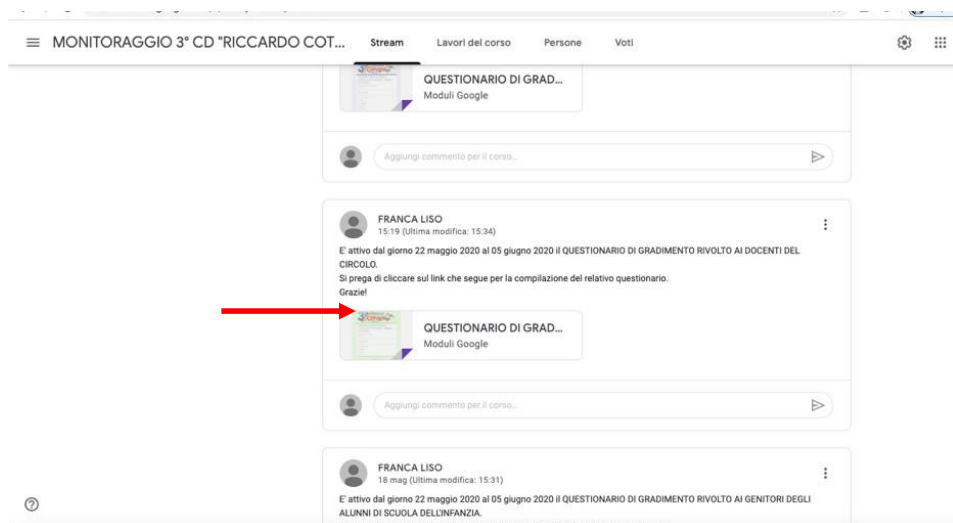 MONITORAGGIO 3° CD "RICCARDO COT... Stream Lavori del corso Persone Voti
QUESTIONARIO DI GRAD...
Moduli Google
Aggiungi commento per il corso...
FRANCA LISO
15:19 (Ultima modifica: 15:34)
E' attivo dal giorno 22 maggio 2020 al 05 giugno 2020 il QUESTIONARIO DI GRADIMENTO RIVOLTO AI DOCENTI DEL
CIRCOLO.
Si prega di cliccare sul link che segue per la compilazione del relativo questionario.
Grazie!
QUESTIONARIO DI GRAD...
Moduli Google
Aggiungi commento per il corso...
FRANCA LISO
18 mag (Ultima modifica: 15:31)
E' attivo dal giorno 22 maggio 2020 al 05 giugno 2020 il QUESTIONARIO DI GRADIMENTO RIVOLTO AI GENITORI DEGLI
ALUNNI DI SCUOLA DELL'INFANZIA.